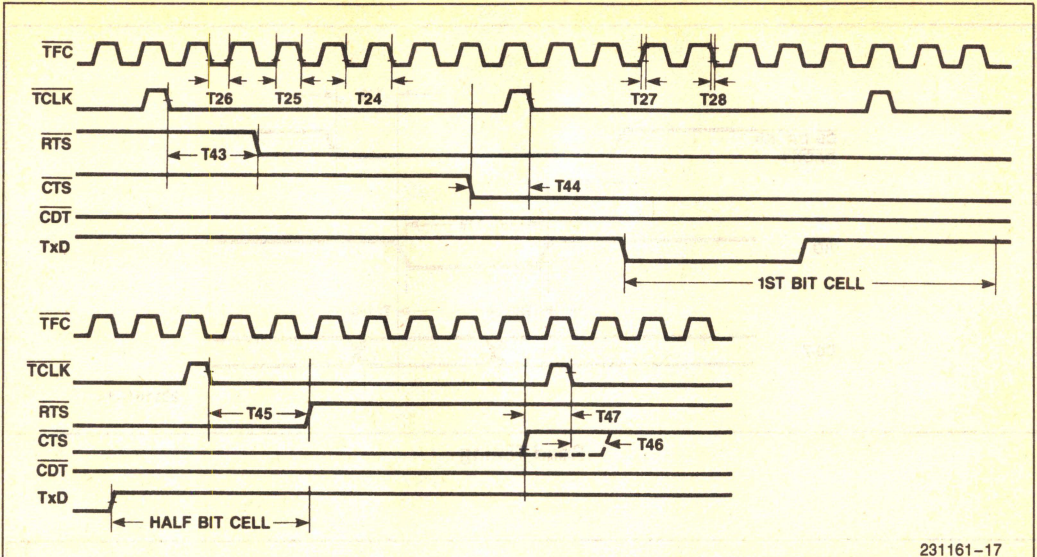 TFC
T26 T25 T24 T27 T28
TCLK
RTS
T43
CTS
T44
CDT
TxD
1ST BIT CELL
TFC
TCLK
RTS
T45
T47
CTS
T46
CDT
TxD
HALF BIT CELL
231161-17